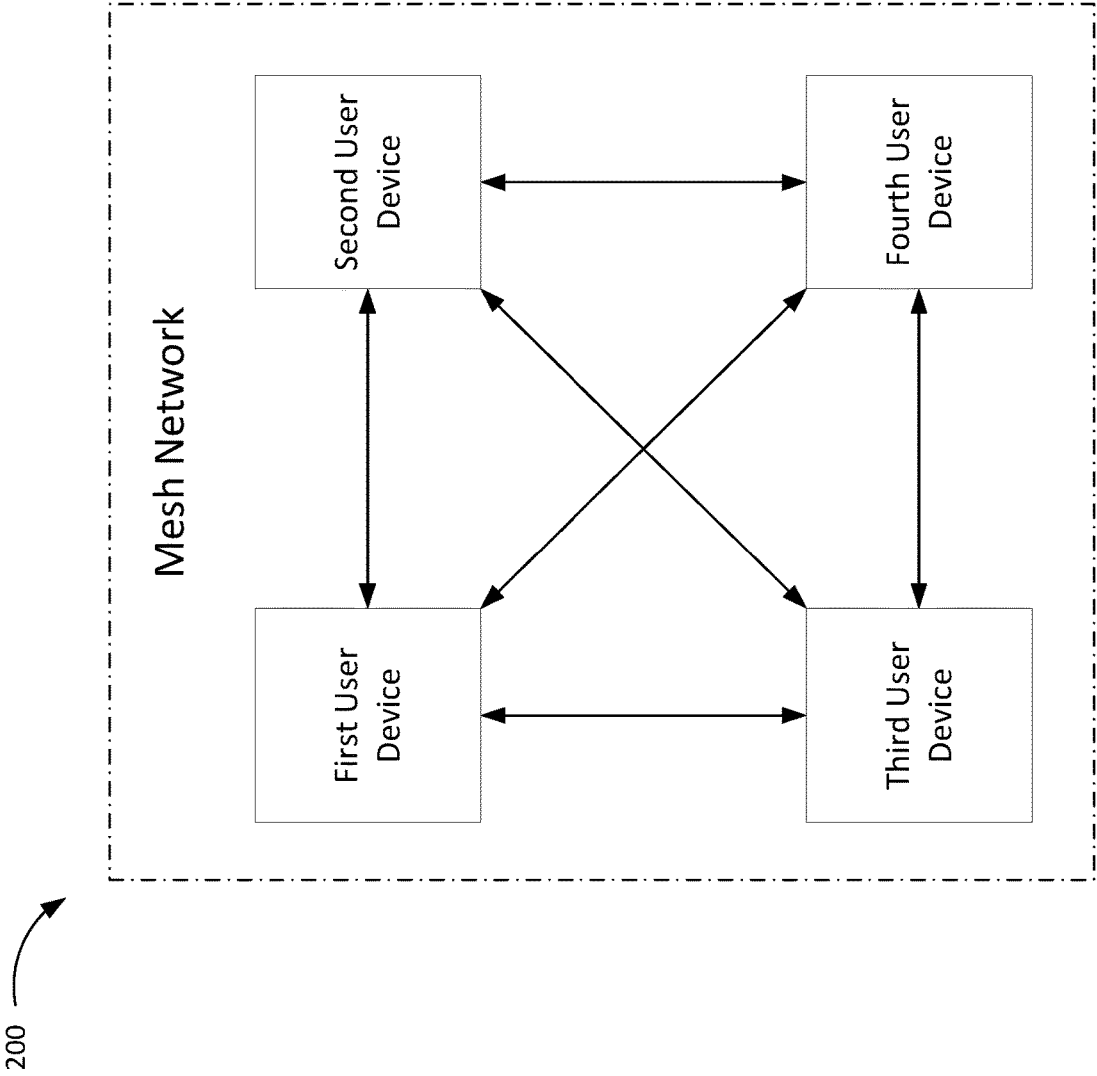 200
Mesh Network
First User
Device
Second User
Device
Third User
Device
Fourth User
Device